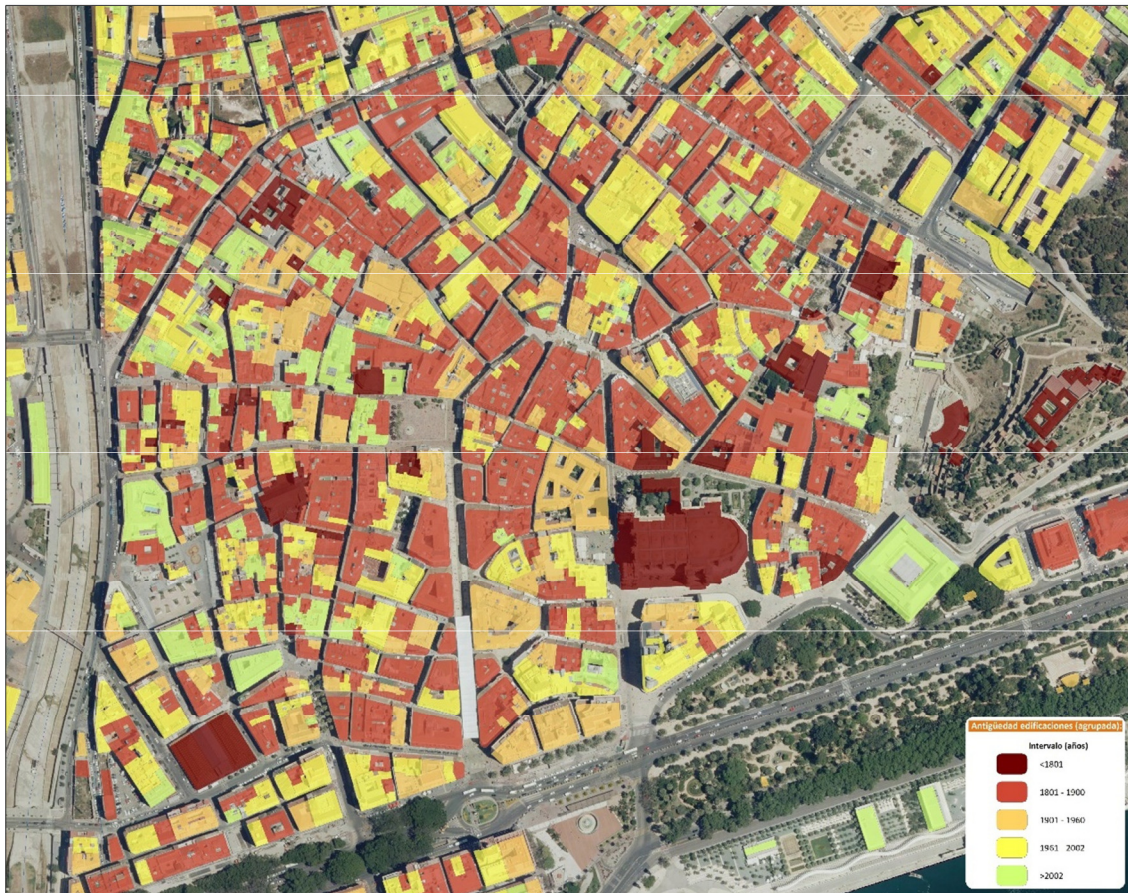 Antigüedad edificaciones (agrupada):
Intervalo (años)
<1801
1801 - 1900
1901 - 1960
1961 - 2002
>2002